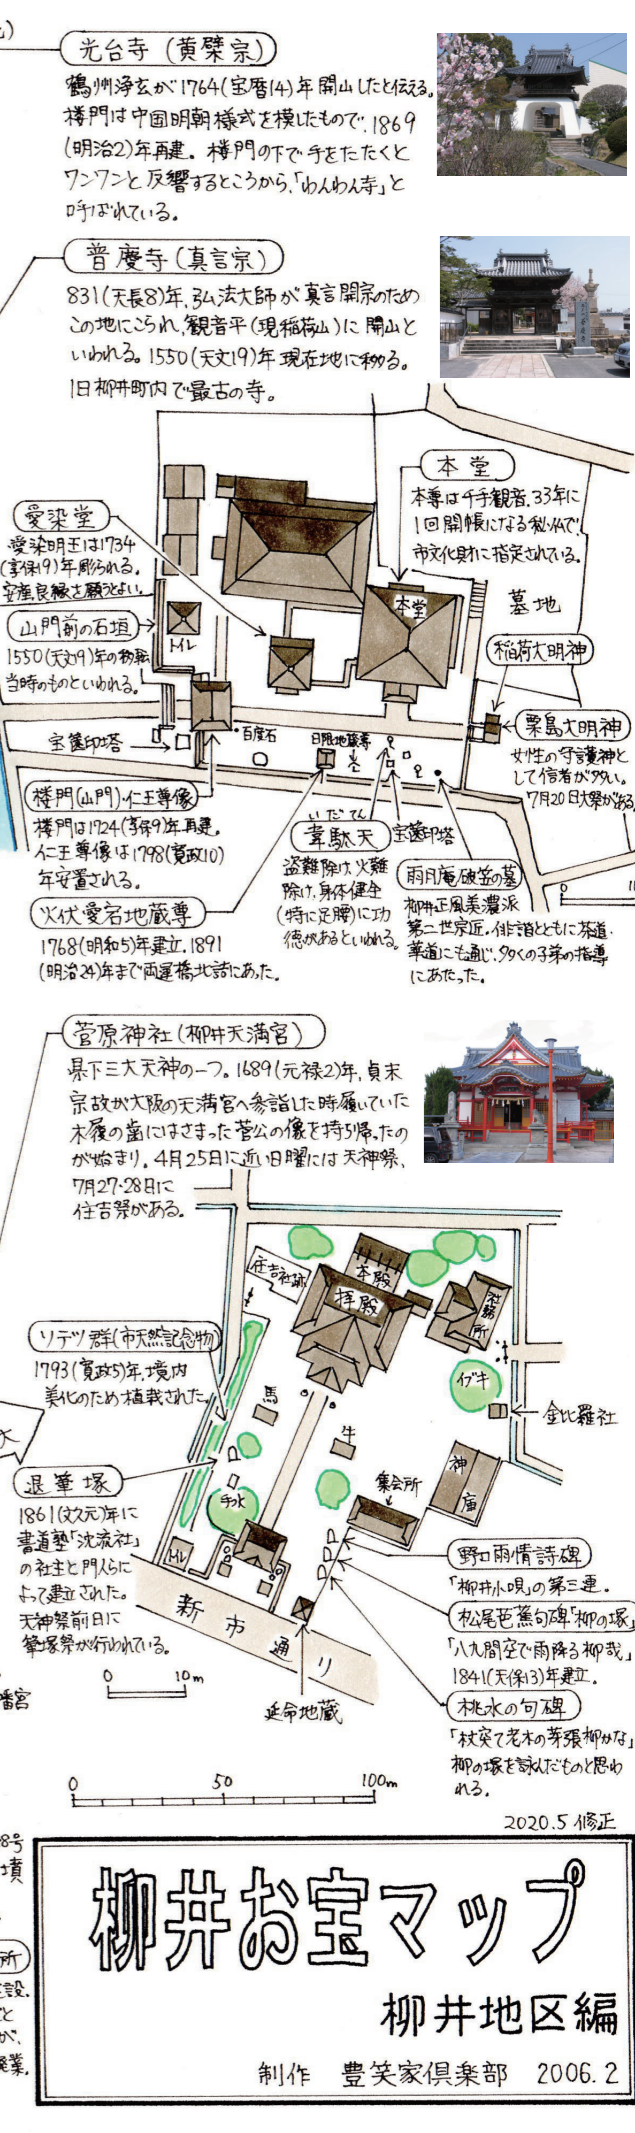 光台寺(黄檗宗)
鶴州浄玄が1764(宝暦14)年開山したと伝える。
楼門は中国明朝様式を模したもので、1869
(明治2)年再建。楼門の下で手をたたくと
ワンワンと反響するところから、「わんわん寺」と
呼ばれている。
普慶寺(真言宗)
831(天長8)年、弘法大師が真言開宗のため
この地にこられ、観音平(現稲荷山)に開山と
いわれる。1550(天文19)年現在地に移る。
旧柳井町内で最古の寺。
本堂
本尊は千手観音、33年に
1回開帳になる秘仏で、
市文化財に指定されている。
愛染堂
愛染明王は1734
(享保19)年彫られる。
安産、良縁を願うとよい。
山門前の石垣
1550(天文9)年の移転
当時のものといわれる。
本堂
墓地
トイレ
稲荷大明神
粟島大明神
女性の守護神と
して信者が多い。
7月20日大祭がある
宝篋印塔
百度石
日限地蔵尊
楼門(山門)・仁王尊像
楼門は1724(享保9)年再建。
仁王尊像は1798(寛政10)
年安置される。
いだてん
韋駄天
盗難除け、火難
除け、身体健全
(特に足腰)に功
徳があるといわれる。
宝篋印塔
雨月庵破笠の墓
柳井正風美濃派
第二世宗匠。俳諧とともに茶道・
華道にも通じ、多くの子弟の指導
にあたった。
0
火伏愛宕地蔵尊
1768(明和5)年建立、1891
(明治24)年まで両運橋北詰にあった。
菅原神社(柳井天満宮)
県下三大天神の一つ。1689(元禄2)年、貞末
宗故が大阪の天満宮へ参詣した時履いていた
木履の歯にはさまった菅公の像を持ち帰ったの
が始まり。4月25日に近い日曜には天神祭、
7月27・28日に
住吉祭がある。
住吉社跡
本殿
拝殿
社務所
ソテツ群(市天然記念物)
1793(寛政5)年、境内
美化のため植栽された。
イブキ
金比羅社
馬
牛
神庫
集会所
手水
トイレ
退筆塚
1861(文久元)年に
書道塾「沈流社」
の社主と門人らに
よって建立された。
天神祭前日に
筆塚祭が行われている。
新市通り
延命地蔵
野口雨情詩碑
「柳井小唄」の第三連。
松尾芭蕉句碑「柳の塚」
「八九間空で雨降る柳哉」
1841(天保13)年建立。
桃水の句碑
「杖突て老木の芽張柳かな」
柳の塚を詠んだものと思わ
れる。
0 10m
幡宮
0 50 100m
2020.5 修正
8号
墳
所
設。
と
が、
業。
柳井お宝マップ
柳井地区編
制作 豊笑家倶楽部 2006.2